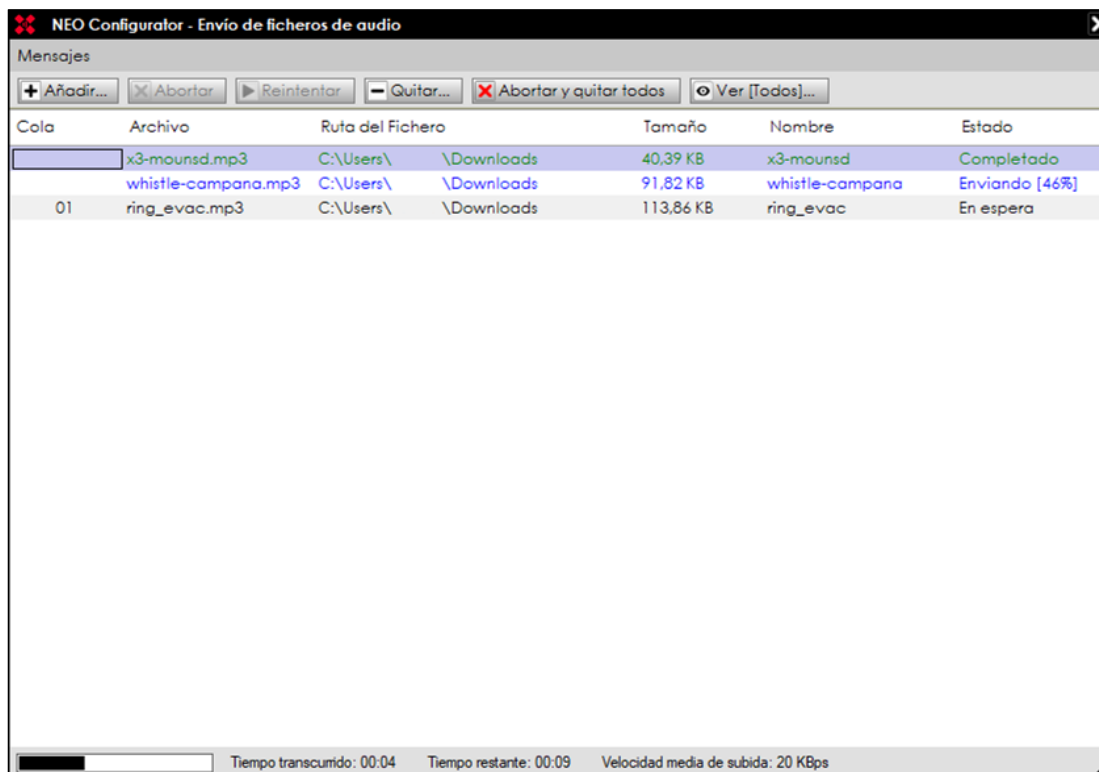 NEO Configurator - Envío de ficheros de audio
Mensajes
Añadir... Abortar Reintentar Quitar... Abortar y quitar todos Ver [Todos]...
Cola Archivo Ruta del Fichero Tamaño Nombre Estado
x3-mounsd.mp3 C:\Users\ \Downloads 40,39 KB x3-mounsd Completado
whistle-campana.mp3 C:\Users\ \Downloads 91,82 KB whistle-campana Enviando [46%]
01 ring_evac.mp3 C:\Users\ \Downloads 113,86 KB ring_evac En espera
Tiempo transcurrido: 00:04 Tiempo restante: 00:09 Velocidad media de subida: 20 KBps